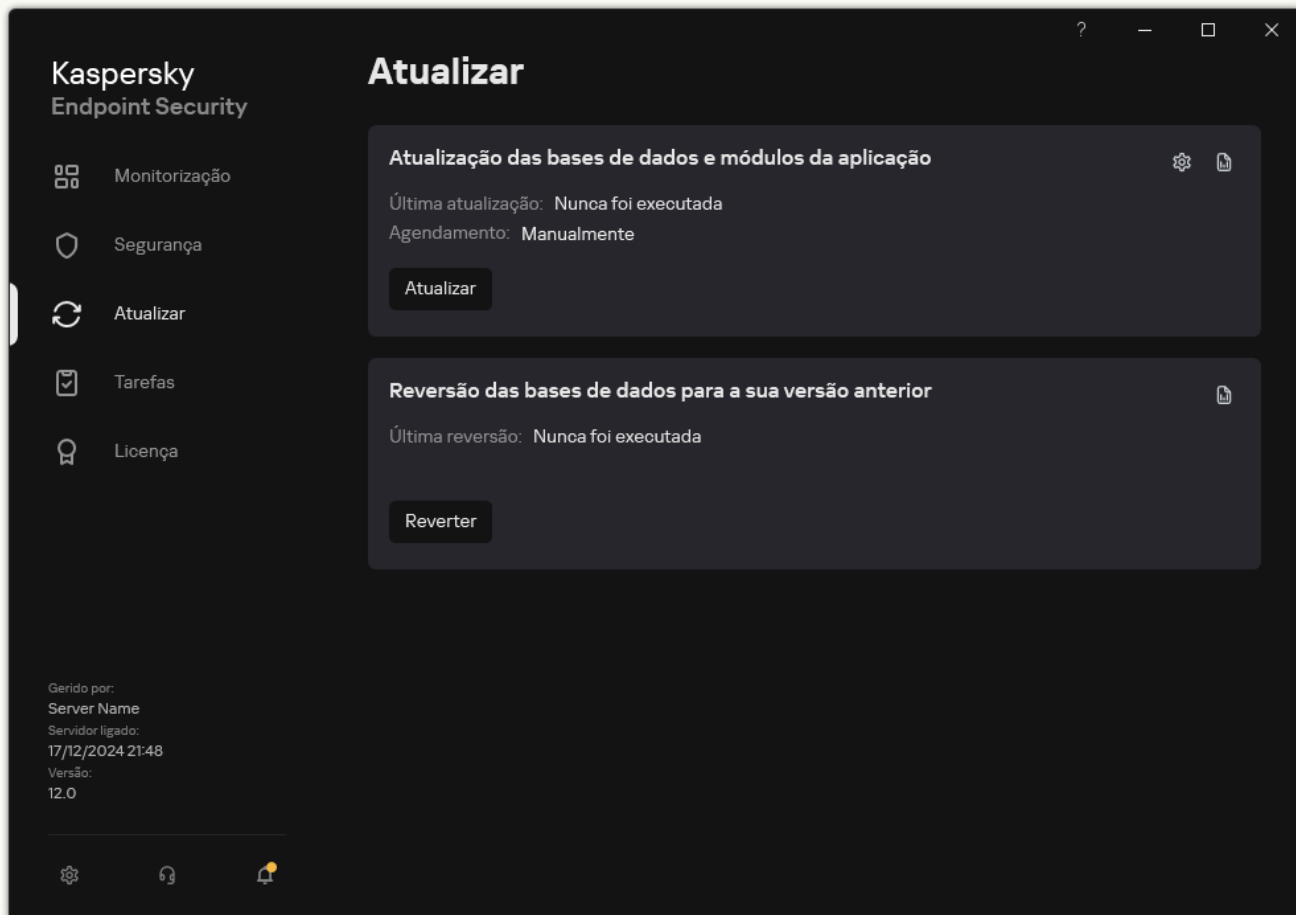 ?
Kaspersky
Endpoint Security
Monitorização
Segurança
Atualizar
Tarefas
Licença
Gerido por:
Server Name
Servidor ligado:
17/12/2024 21:48
Versão:
12.0
Atualizar
Atualização das bases de dados e módulos da aplicação
Última atualização: Nunca foi executada
Agendamento: Manualmente
Atualizar
Reversão das bases de dados para a sua versão anterior
Última reversão: Nunca foi executada
Reverter